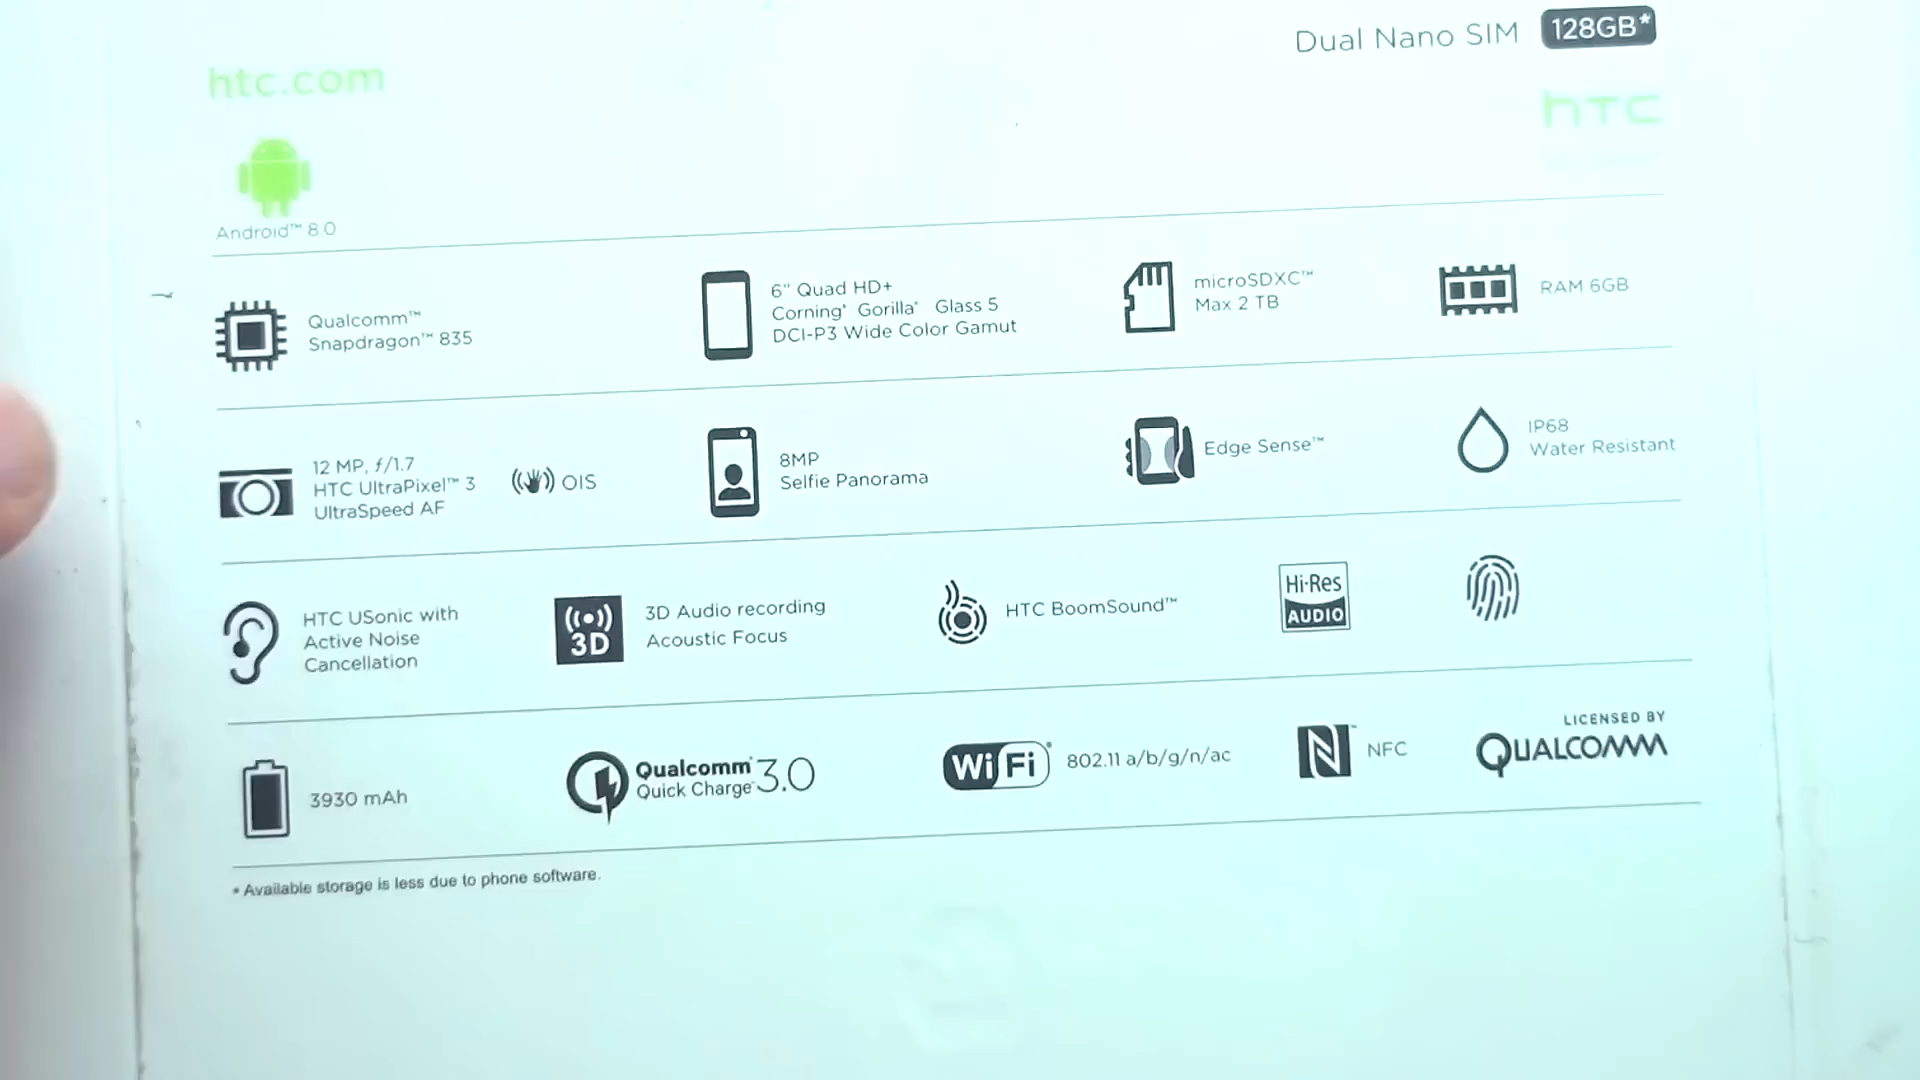 Dual Nano SIM 128GB*
htc.com
hTC
Android™ 8.0
Qualcomm™
Snapdragon™ 835
6" Quad HD+
Corning® Gorilla® Glass 5
DCI-P3 Wide Color Gamut
microSDXC™
Max 2 TB
RAM 6GB
12 MP, ƒ/1.7
HTC UltraPixel™ 3
UltraSpeed AF
OIS
8MP
Selfie Panorama
Edge Sense™
IP68
Water Resistant
HTC USonic with
Active Noise
Cancellation
3D
3D Audio recording
Acoustic Focus
HTC BoomSound™
Hi-Res
AUDIO
3930 mAh
Qualcomm®
Quick Charge™ 3.0
WiFi® 802.11 a/b/g/n/ac
N™ NFC
LICENSED BY
QUALCOMM
* Available storage is less due to phone software.